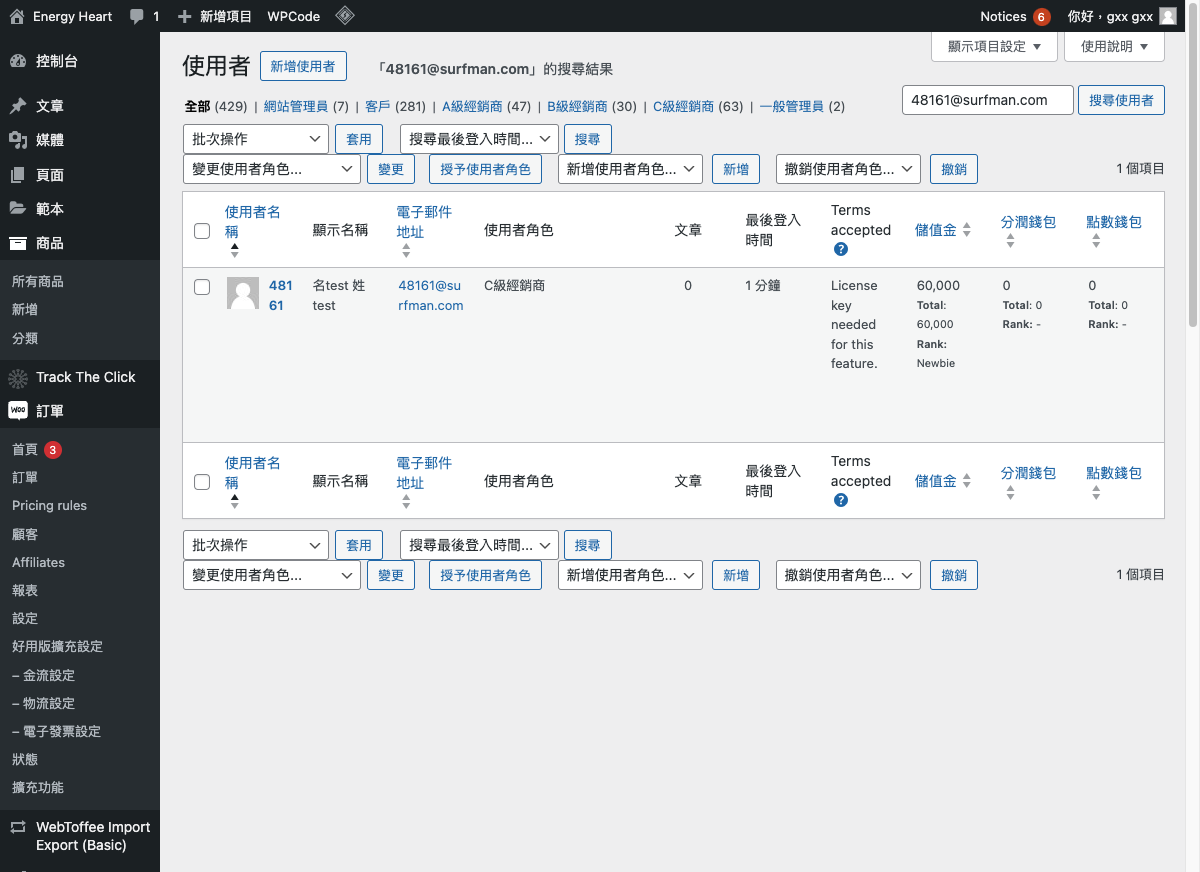 Energy Heart 1 新增項目 WPCode Notices 6 你好，gxx gxx
控制台
文章
媒體
頁面
範本
商品
所有商品
新增
分類
Track The Click
訂單
首頁 3
訂單
Pricing rules
顧客
Affiliates
報表
設定
好用版擴充設定
– 金流設定
– 物流設定
– 電子發票設定
狀態
擴充功能
WebToffee Import
Export (Basic)
顯示項目設定 ▼ 使用說明 ▼
使用者 新增使用者 「48161@surfman.com」的搜尋結果
全部 (429) | 網站管理員 (7) | 客戶 (281) | A級經銷商 (47) | B級經銷商 (30) | C級經銷商 (63) | 一般管理員 (2)
48161@surfman.com 搜尋使用者
批次操作 套用 搜尋最後登入時間... 搜尋
變更使用者角色... 變更 授予使用者角色 新增使用者角色... 新增 撤銷使用者角色... 撤銷 1 個項目
使用者名
稱
顯示名稱
電子郵件
地址
使用者角色
文章
最後登入
時間
Terms
accepted
?
儲值金
分潤錢包
點數錢包
481
61
名test 姓
test
48161@su
rfman.com
C級經銷商
0
1 分鐘
License
key
needed
for this
feature.
60,000
Total:
60,000
Rank:
Newbie
0
Total: 0
Rank: -
0
Total: 0
Rank: -
使用者名
稱
顯示名稱
電子郵件
地址
使用者角色
文章
最後登入
時間
Terms
accepted
?
儲值金
分潤錢包
點數錢包
批次操作 套用 搜尋最後登入時間... 搜尋
變更使用者角色... 變更 授予使用者角色 新增使用者角色... 新增 撤銷使用者角色... 撤銷 1 個項目